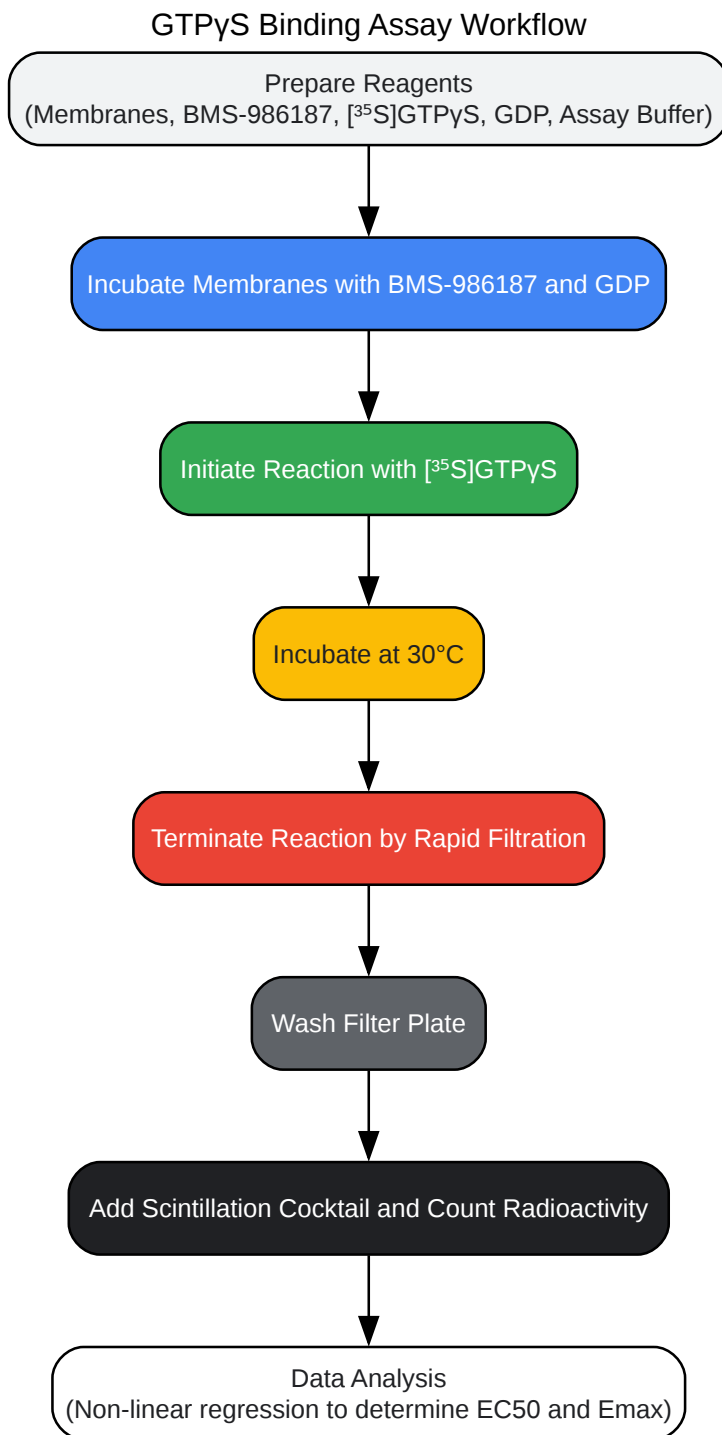 GTPγS Binding Assay Workflow
Prepare Reagents
(Membranes, BMS-986187, [³⁵S]GTPγS, GDP, Assay Buffer)
Incubate Membranes with BMS-986187 and GDP
Initiate Reaction with [³⁵S]GTPγS
Incubate at 30°C
Terminate Reaction by Rapid Filtration
Wash Filter Plate
Add Scintillation Cocktail and Count Radioactivity
Data Analysis
(Non-linear regression to determine EC50 and Emax)